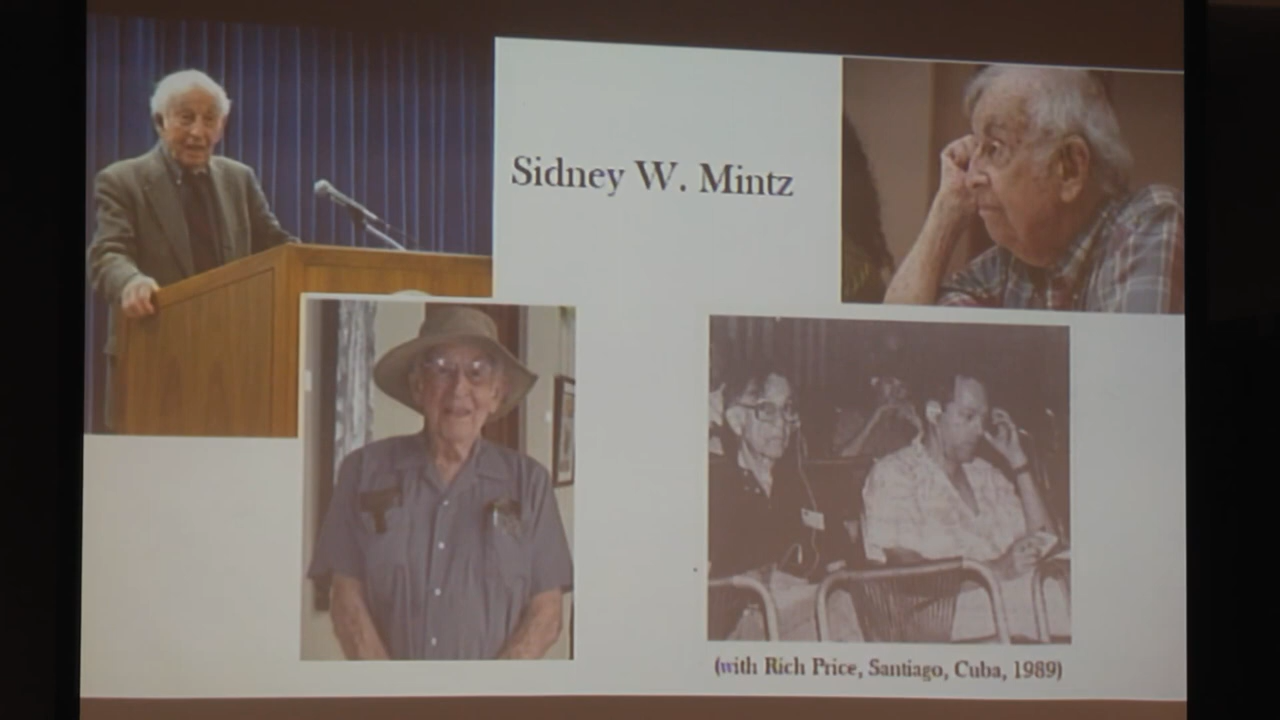 Sidney W. Mintz
(with Rich Price, Santiago, Cuba, 1989)